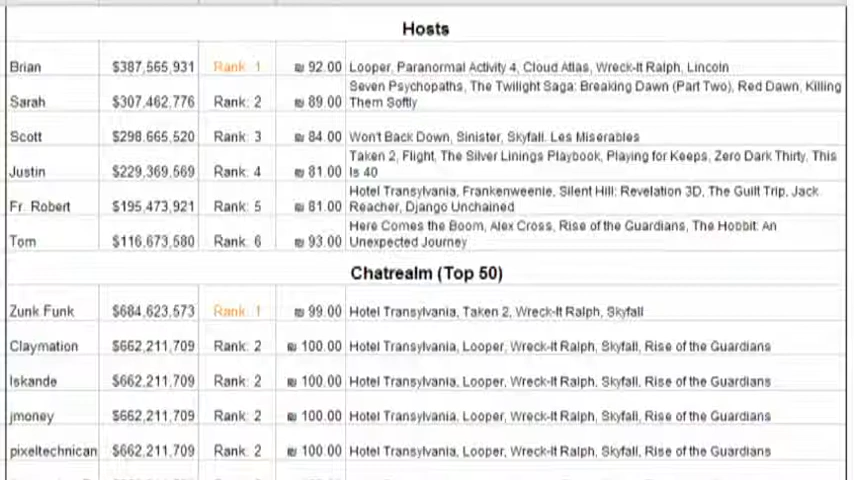 Hosts
Brian $387,565,931 Rank: 1 ₪ 92.00 Looper, Paranormal Activity 4, Cloud Atlas, Wreck-It Ralph, Lincoln
Sarah $307,462,776 Rank: 2 ₪ 89.00 Seven Psychopaths, The Twilight Saga: Breaking Dawn (Part Two), Red Dawn, Killing
Them Softly
Scott $298,665,520 Rank: 3 ₪ 84.00 Won't Back Down, Sinister, Skyfall, Les Miserables
Justin $229,369,569 Rank: 4 ₪ 81.00 Taken 2, Flight, The Silver Linings Playbook, Playing for Keeps, Zero Dark Thirty, This
Is 40
Fr. Robert $195,473,921 Rank: 5 ₪ 81.00 Hotel Transylvania, Frankenweenie, Silent Hill: Revelation 3D, The Guilt Trip, Jack
Reacher, Django Unchained
Tom $116,673,580 Rank: 6 ₪ 93.00 Here Comes the Boom, Alex Cross, Rise of the Guardians, The Hobbit: An
Unexpected Journey
Chatrealm (Top 50)
Zunk Funk $684,623,573 Rank: 1 ₪ 99.00 Hotel Transylvania, Taken 2, Wreck-It Ralph, Skyfall
Claymation $662,211,709 Rank: 2 ₪ 100.00 Hotel Transylvania, Looper, Wreck-It Ralph, Skyfall, Rise of the Guardians
Iskande $662,211,709 Rank: 2 ₪ 100.00 Hotel Transylvania, Looper, Wreck-It Ralph, Skyfall, Rise of the Guardians
jmoney $662,211,709 Rank: 2 ₪ 100.00 Hotel Transylvania, Looper, Wreck-It Ralph, Skyfall, Rise of the Guardians
pixeltechnican $662,211,709 Rank: 2 ₪ 100.00 Hotel Transylvania, Looper, Wreck-It Ralph, Skyfall, Rise of the Guardians